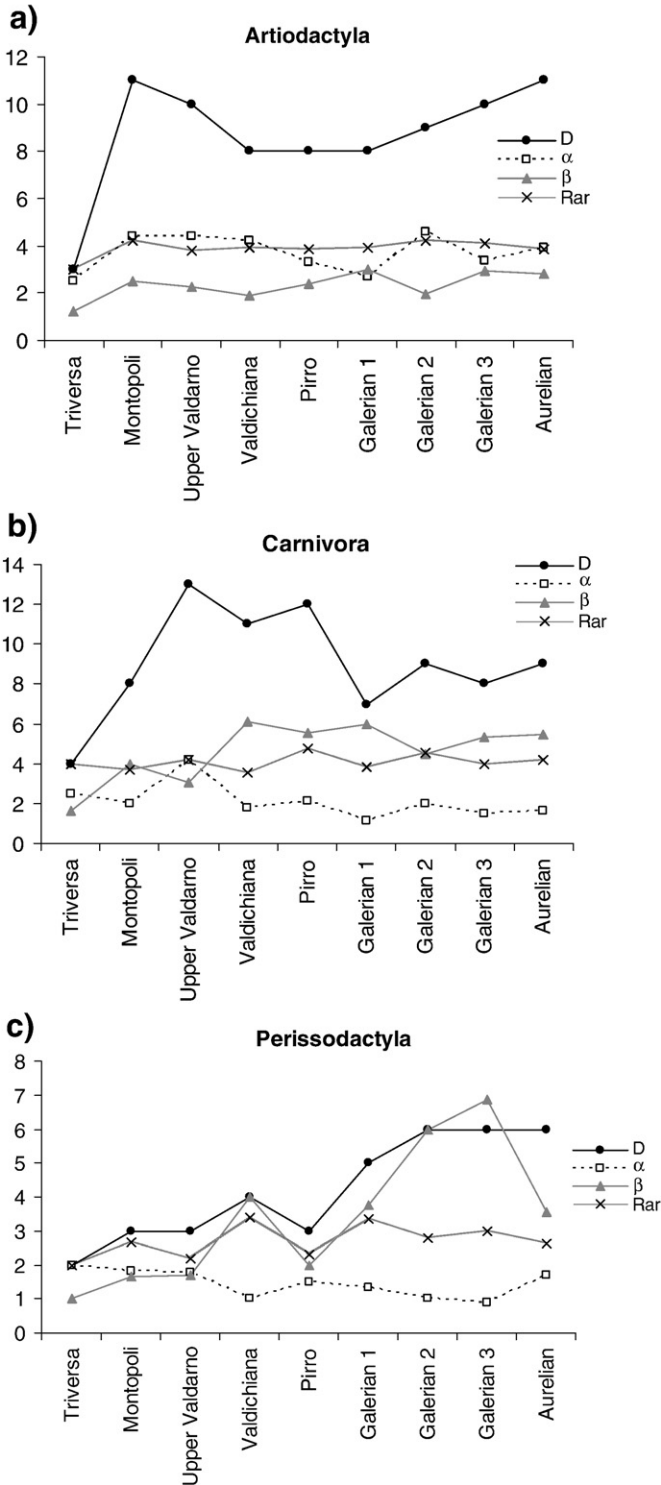 a)
Artiodactyla
12
10
8
6
4
2
0
D
α
β
Rar
Triversa
Montopoli
Upper Valdarno
Valdichiana
Pirro
Galerian 1
Galerian 2
Galerian 3
Aurelian
b)
Carnivora
14
12
10
8
6
4
2
0
D
α
β
Rar
Triversa
Montopoli
Upper Valdarno
Valdichiana
Pirro
Galerian 1
Galerian 2
Galerian 3
Aurelian
c)
Perissodactyla
8
7
6
5
4
3
2
1
0
D
α
β
Rar
Triversa
Montopoli
Upper Valdarno
Valdichiana
Pirro
Galerian 1
Galerian 2
Galerian 3
Aurelian